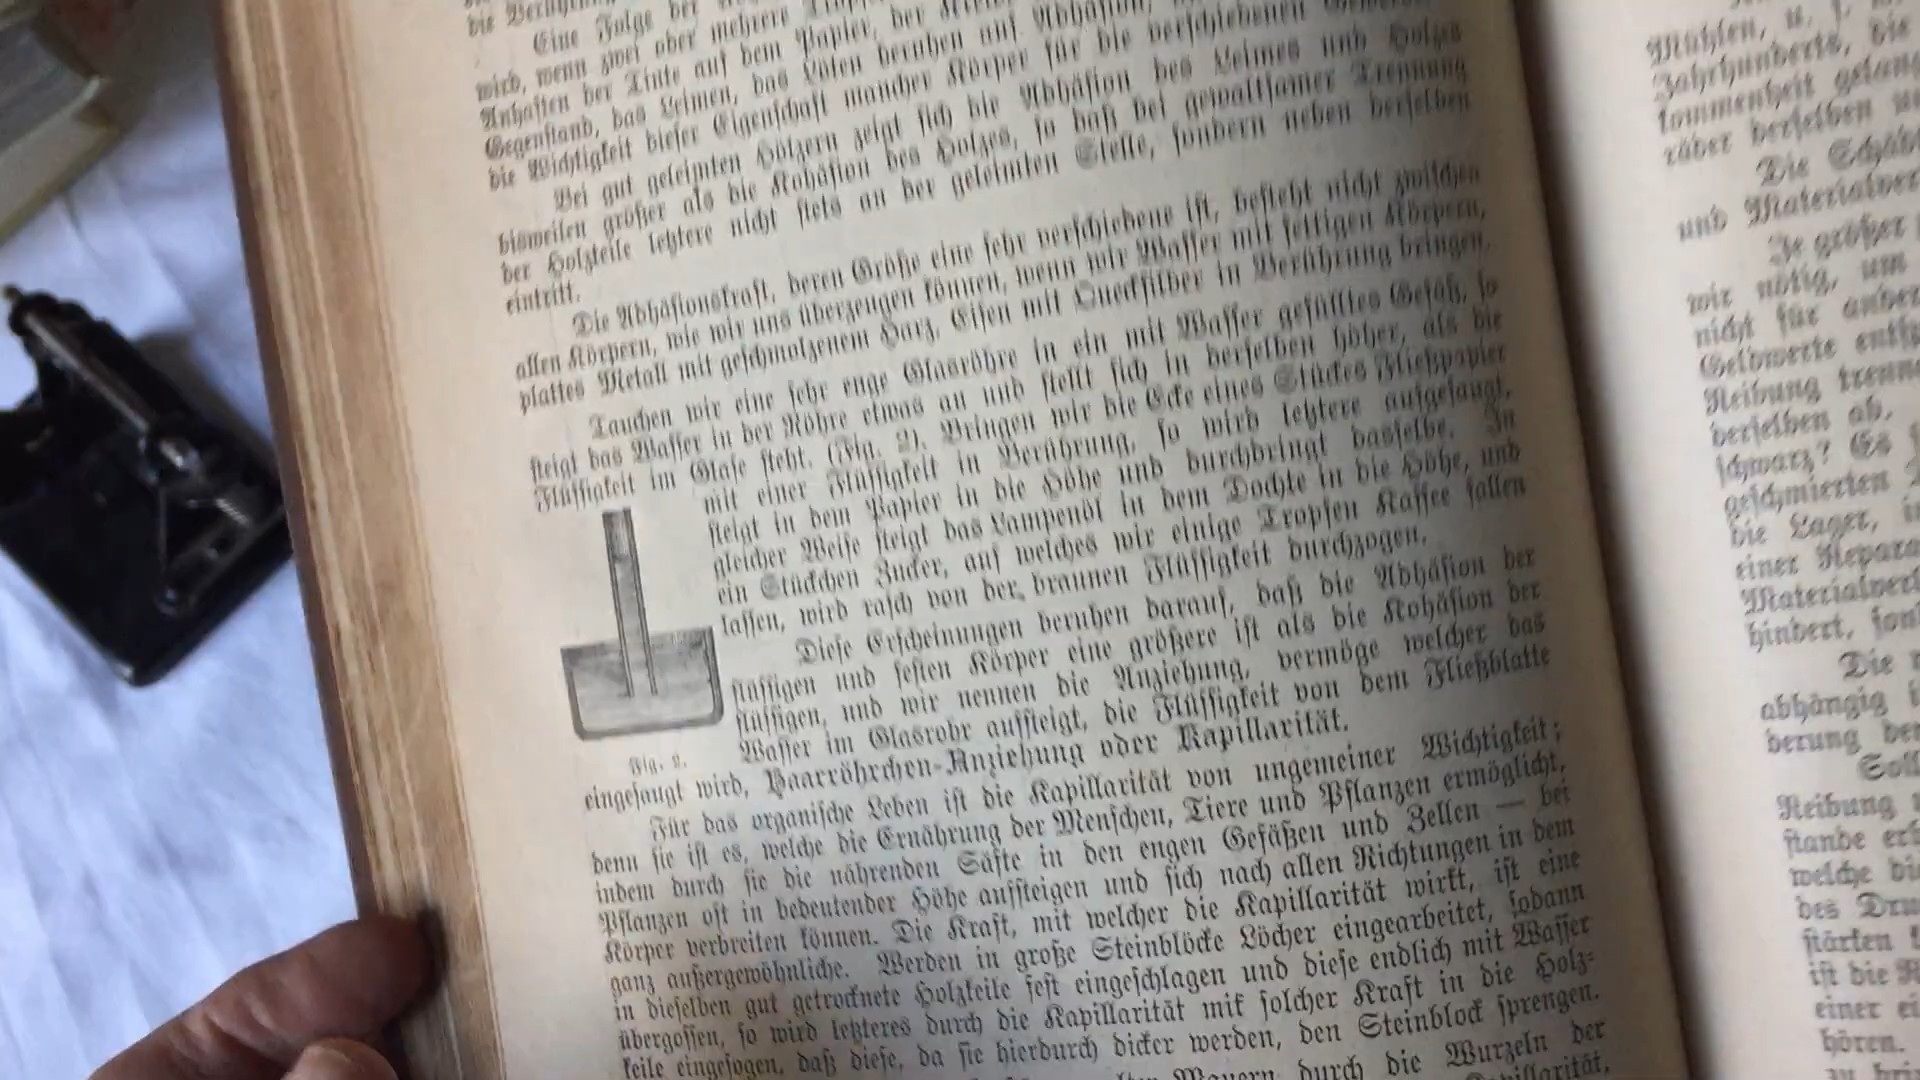 Eine Folge der
wird, wenn zwei oder mehrere
Anhaften der Tinte auf dem Papier, der
Gegenstand, das Leimen, das Löten beruhen auf Adhäsion,
die Wichtigkeit dieser Eigenschaft mancher Körper für die verschiedenen
Bei gut geleimten Hölzern zeigt sich die Adhäsion des Leimes und Holzes
bisweilen größer als die Kohäsion des Holzes, so daß bei gewaltsamer Trennung
der Holzteile letztere nicht stets an der geleimten Stelle, sondern neben derselben
eintritt.
Die Adhäsionskraft, deren Größe eine sehr verschiedene ist, besteht nicht zwischen
allen Körpern, wie wir uns überzeugen können, wenn wir Wasser mit fettigen Körpern,
plattes Metall mit geschmolzenem Harz, Eisen mit Quecksilber in Berührung bringen.
Tauchen wir eine sehr enge Glasröhre in ein mit Wasser gefülltes Gefäß, so
steigt das Wasser in der Röhre etwas an und stellt sich in derselben höher, als die
Flüssigkeit im Glase steht. (Fig. 2). Bringen wir die Ecke eines Stückes Fließpapier
mit einer Flüssigkeit in Berührung, so wird letztere aufgesaugt,
steigt in dem Papier in die Höhe und durchdringt dasselbe. In
gleicher Weise steigt das Lampenöl in dem Dochte in die Höhe, und
ein Stückchen Zucker, auf welches wir einige Tropfen Kaffee fallen
lassen, wird rasch von der braunen Flüssigkeit durchzogen.
Diese Erscheinungen beruhen darauf, daß die Adhäsion der
flüssigen und festen Körper eine größere ist als die Kohäsion der
flüssigen, und wir nennen die Anziehung, vermöge welcher das
Wasser im Glasrohr aufsteigt, die Flüssigkeit von dem Fließblatte
Fig. 2.
eingesaugt wird, Haarröhrchen-Anziehung oder Kapillarität.
Für das organische Leben ist die Kapillarität von ungemeiner Wichtigkeit;
denn sie ist es, welche die Ernährung der Menschen, Tiere und Pflanzen ermöglicht,
indem durch sie die nährenden Säfte in den engen Gefäßen und Zellen — bei
Pflanzen oft in bedeutender Höhe aufsteigen und sich nach allen Richtungen in dem
Körper verbreiten können. Die Kraft, mit welcher die Kapillarität wirkt, ist eine
ganz außergewöhnliche. Werden in große Steinblöcke Löcher eingearbeitet, sodann
in dieselben gut getrocknete Holzkeile fest eingeschlagen und diese endlich mit Wasser
übergossen, so wird letzteres durch die Kapillarität mit solcher Kraft in die Holz-
keile eingesogen, daß diese, da sie hierdurch dicker werden, den Steinblock sprengen.
Mauern durch die Wurzeln der
Mühlen, u. s.
Jahrhunderts, die
kommenheit gelang
räder derselben
Die Schäd
und Materialver
Je größer
wir nötig, um
nicht für ander
Geldwerte entf
Reibung trenn
derselben ab.
schwarz? Es
geschmierten
die Lager, i
einer Repara
Materialverl
hindert, son
Die
abhängig i
derung de
Soll
Reibung
stande er
welche di
des Dru
stärken
ist die R
einer ei
hören.